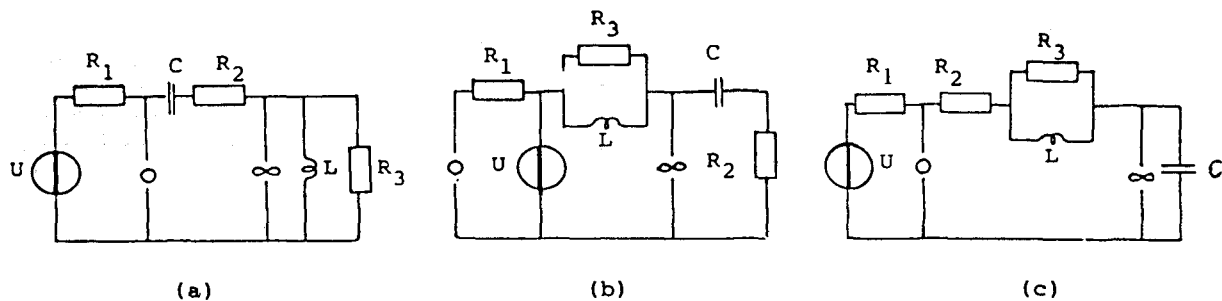 R1 C R2
U L R3
(a)
R3
R1 C
U L R2
(b)
R3
R1 R2
U L C
(c)